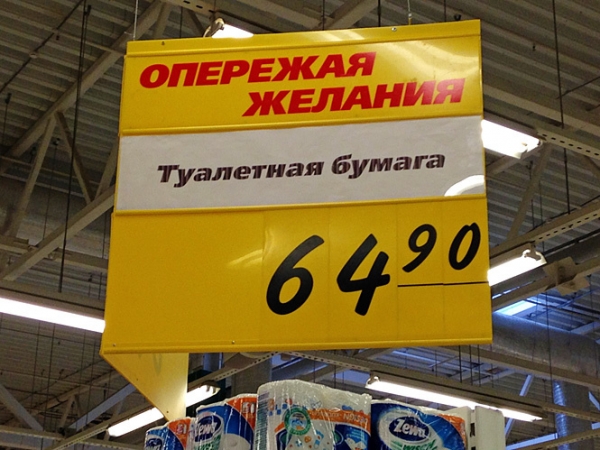 ОПЕРЕЖАЯ
ЖЕЛАНИЯ
Туалетная бумага
64 90
Zewa
Zewa